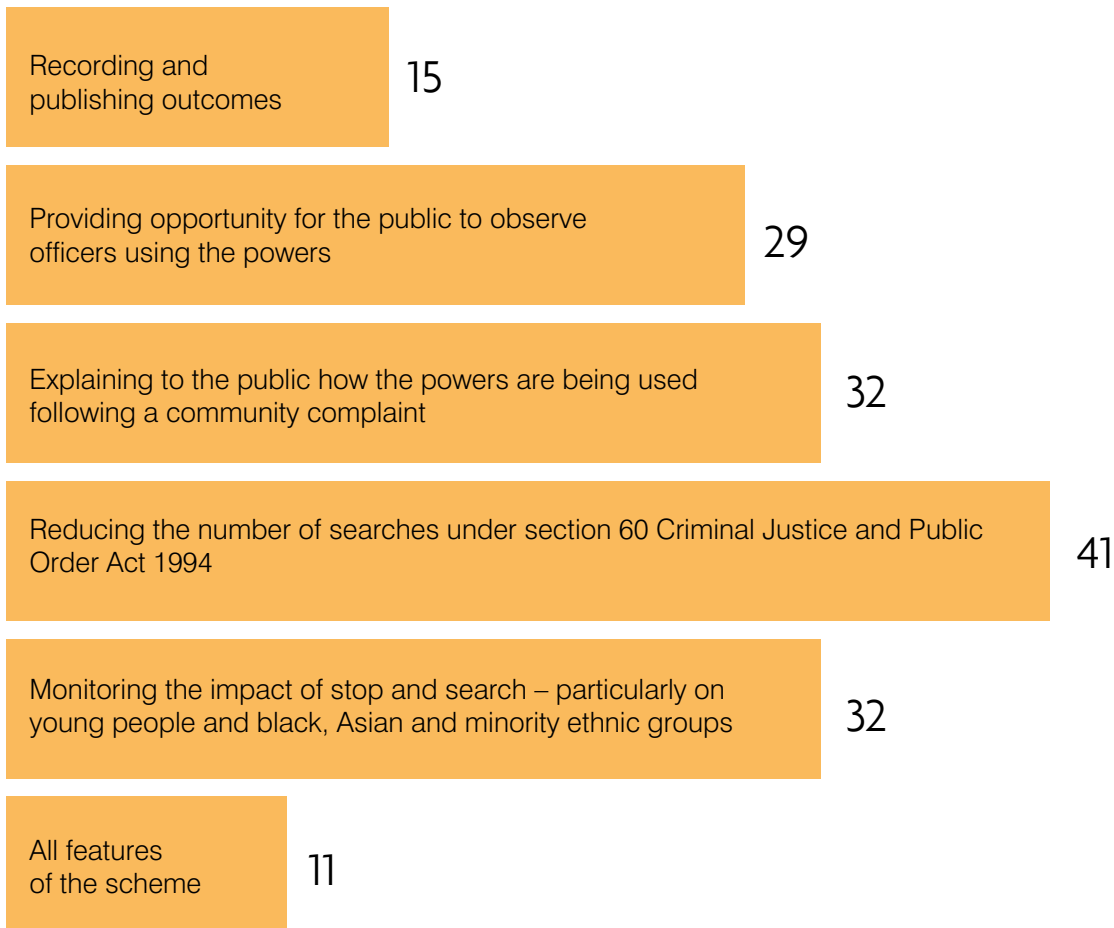 Recording and
publishing outcomes
15
Providing opportunity for the public to observe
officers using the powers
29
Explaining to the public how the powers are being used
following a community complaint
32
Reducing the number of searches under section 60 Criminal Justice and Public
Order Act 1994
41
Monitoring the impact of stop and search – particularly on
young people and black, Asian and minority ethnic groups
32
All features
of the scheme
11